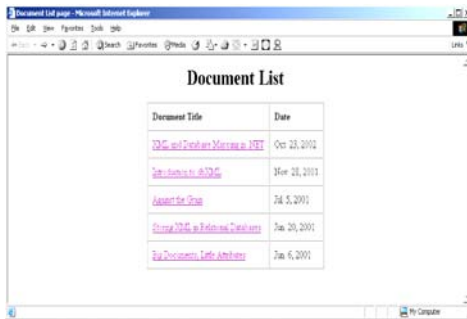 Document List page - Microsoft Internet Explorer
File Edit View Favorites Tools Help
Search Favorites Media
Links
Document List
Document Title Date
XML and Database Mapping in .NET Oct 23, 2002
Introduction to dbXML Nov 28, 2001
Against the Grain Jul 5, 2001
Storing XML in Relational Databases Jun 20, 2001
Big Documents, Little Attributes Jun 6, 2001
My Computer